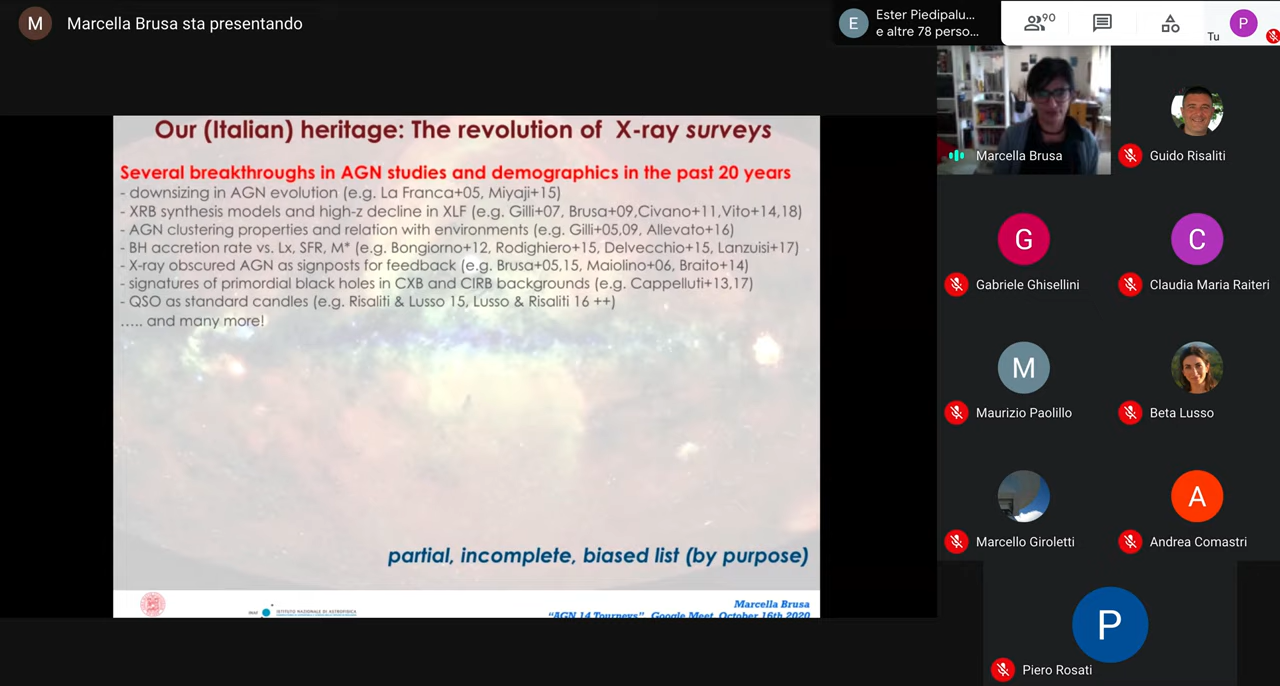 M
Marcella Brusa sta presentando
E
Ester Piedipalu...
e altre 78 perso...
90
Tu
P
Our (Italian) heritage: The revolution of X-ray surveys
Several breakthroughs in AGN studies and demographics in the past 20 years
- downsizing in AGN evolution (e.g. La Franca+05, Miyaji+15)
- XRB synthesis models and high-z decline in XLF (e.g. Gilli+07, Brusa+09,Civano+11,Vito+14,18)
- AGN clustering properties and relation with environments (e.g. Gilli+05,09, Allevato+16)
- BH accretion rate vs. Lx, SFR, M* (e.g. Bongiorno+12, Rodighiero+15, Delvecchio+15, Lanzuisi+17)
- X-ray obscured AGN as signposts for feedback (e.g. Brusa+05,15, Maiolino+06, Braito+14)
- signatures of primordial black holes in CXB and CIRB backgrounds (e.g. Cappelluti+13,17)
- QSO as standard candles (e.g. Risaliti & Lusso 15, Lusso & Risaliti 16 ++)
..... and many more!
partial, incomplete, biased list (by purpose)
ISTITUTO NAZIONALE DI ASTROFISICA
Marcella Brusa
"AGN 14 Tourneys" Google Meet, October 16th 2020
Marcella Brusa
Guido Risaliti
G
Gabriele Ghisellini
C
Claudia Maria Raiteri
M
Maurizio Paolillo
Beta Lusso
Marcello Giroletti
A
Andrea Comastri
P
Piero Rosati